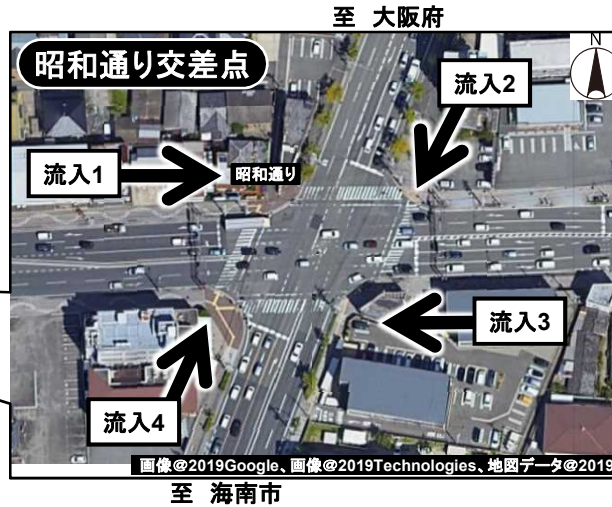 至 大阪府
昭和通り交差点
N
流入2
流入1
昭和通り
流入3
流入4
画像@2019Google、画像@2019Technologies、地図データ@2019
至 海南市